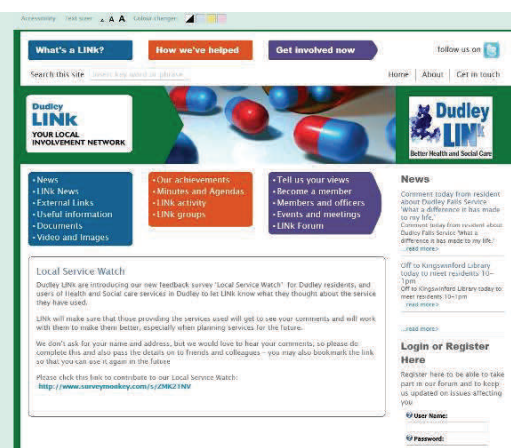 Accessibility Text size: A A A Colour changer:
What's a LINk?
How we've helped
Get involved now
follow us on
Search this site
Home About Get in touch
Dudley
LINk
YOUR LOCAL
INVOLVEMENT NETWORK
Dudley
LINk
Better Health and Social Care
• News
• LINk News
• External Links
• Useful information
• Documents
• Video and Images
• Our achievements
• Minutes and Agendas
• LINk activity
• LINk groups
• Tell us your views
• Become a member
• Members and officers
• Events and meetings
• LINk Forum
News
Comment today from resident
about Dudley Falls Service
'What a difference it has made
to my life.'
Comment today from resident about
Dudley Falls Service 'What a
difference it has made to my life.'
...read more>
Off to Kingswinford Library
today to meet residents 10-
1pm
Off to Kingswinford Library today to
meet residents 10-1pm
...read more>
...read more>
Local Service Watch
Dudley LINk are introducing our new feedback survey 'Local Service Watch' for Dudley residents, and
users of Health and Social care services in Dudley to let LINk know what they thought about the service
they have used.
LINk will make sure that those providing the services used will get to see your comments and will work
with them to make them better, especially when planning services for the future.
We don't ask for your name and address, but we would love to hear your comments, so please do
complete this and also pass the details on to friends and colleagues - you may also bookmark the link
so that you can use it again in the future
Please click this link to contribute to our Local Service Watch:
http://www.surveymonkey.com/s/ZMK21NV
Login or Register
Here
Register here to be able to take
part in our forum and to keep
us updated on issues affecting
you
User Name:
Password: